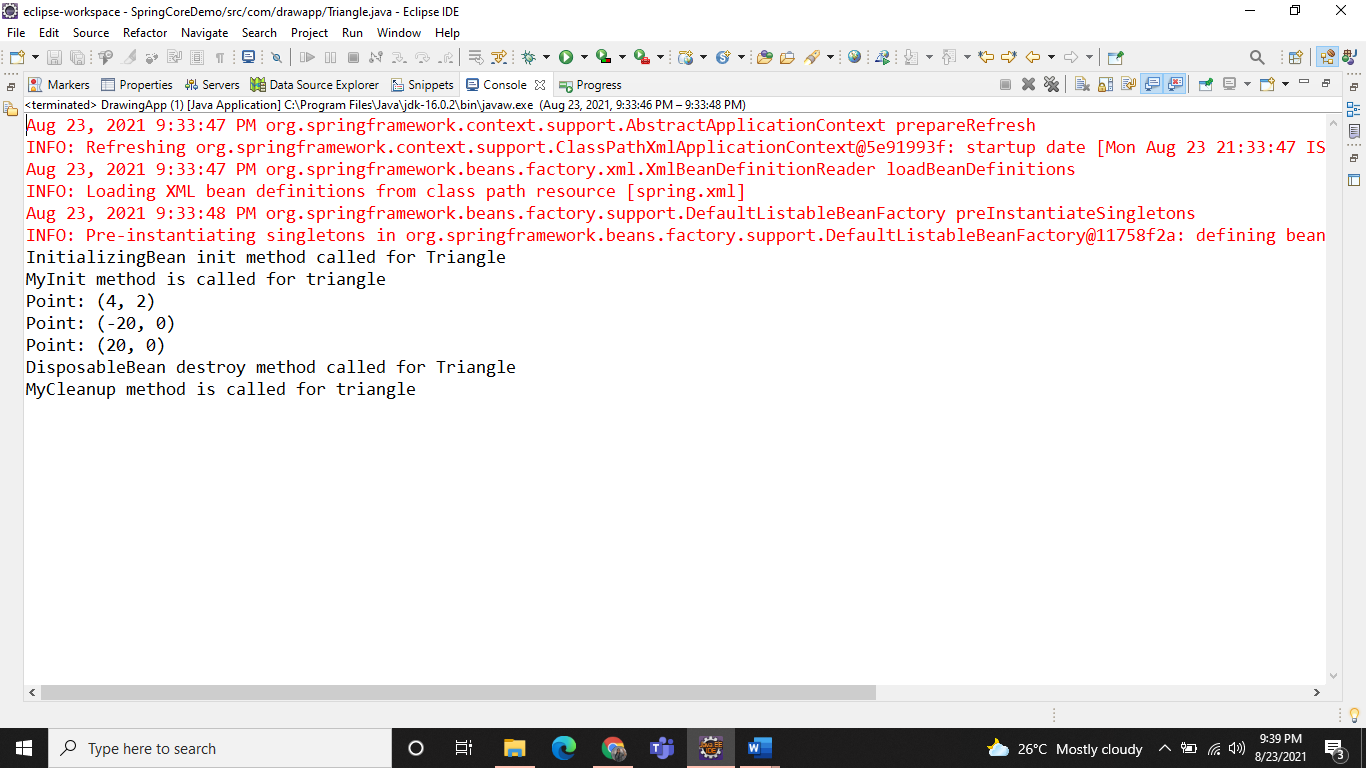 eclipse-workspace - SpringCoreDemo/src/com/drawapp/Triangle.java - Eclipse IDE
File Edit Source Refactor Navigate Search Project Run Window Help
Markers Properties Servers Data Source Explorer Snippets Console Progress
<terminated> DrawingApp (1) [Java Application] C:\Program Files\Java\jdk-16.0.2\bin\javaw.exe (Aug 23, 2021, 9:33:46 PM – 9:33:48 PM)
Aug 23, 2021 9:33:47 PM org.springframework.context.support.AbstractApplicationContext prepareRefresh
INFO: Refreshing org.springframework.context.support.ClassPathXmlApplicationContext@5e91993f: startup date [Mon Aug 23 21:33:47 IS
Aug 23, 2021 9:33:47 PM org.springframework.beans.factory.xml.XmlBeanDefinitionReader loadBeanDefinitions
INFO: Loading XML bean definitions from class path resource [spring.xml]
Aug 23, 2021 9:33:48 PM org.springframework.beans.factory.support.DefaultListableBeanFactory preInstantiateSingletons
INFO: Pre-instantiating singletons in org.springframework.beans.factory.support.DefaultListableBeanFactory@11758f2a: defining bean
InitializingBean init method called for Triangle
MyInit method is called for triangle
Point: (4, 2)
Point: (-20, 0)
Point: (20, 0)
DisposableBean destroy method called for Triangle
MyCleanup method is called for triangle
Type here to search
26°C Mostly cloudy
9:39 PM
8/23/2021
3